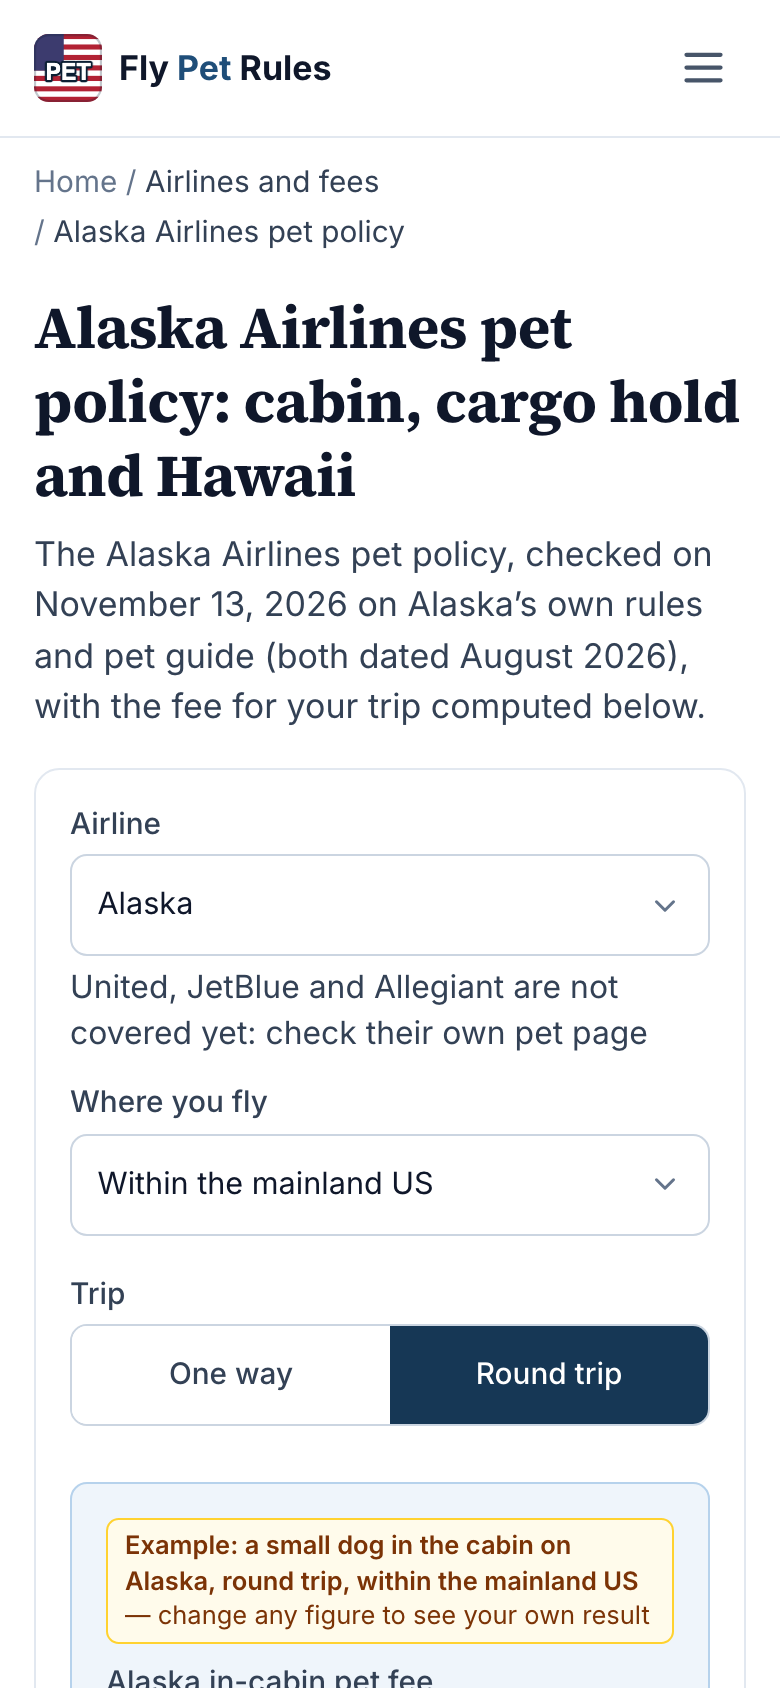 PET
Fly Pet Rules
Home / Airlines and fees
/ Alaska Airlines pet policy
Alaska Airlines pet
policy: cabin, cargo hold
and Hawaii
The Alaska Airlines pet policy, checked on
November 13, 2026 on Alaska’s own rules
and pet guide (both dated August 2026),
with the fee for your trip computed below.
Airline
Alaska
United, JetBlue and Allegiant are not
covered yet: check their own pet page
Where you fly
Within the mainland US
Trip
One way
Round trip
Example: a small dog in the cabin on
Alaska, round trip, within the mainland US
— change any figure to see your own result
Alaska in-cabin pet fee